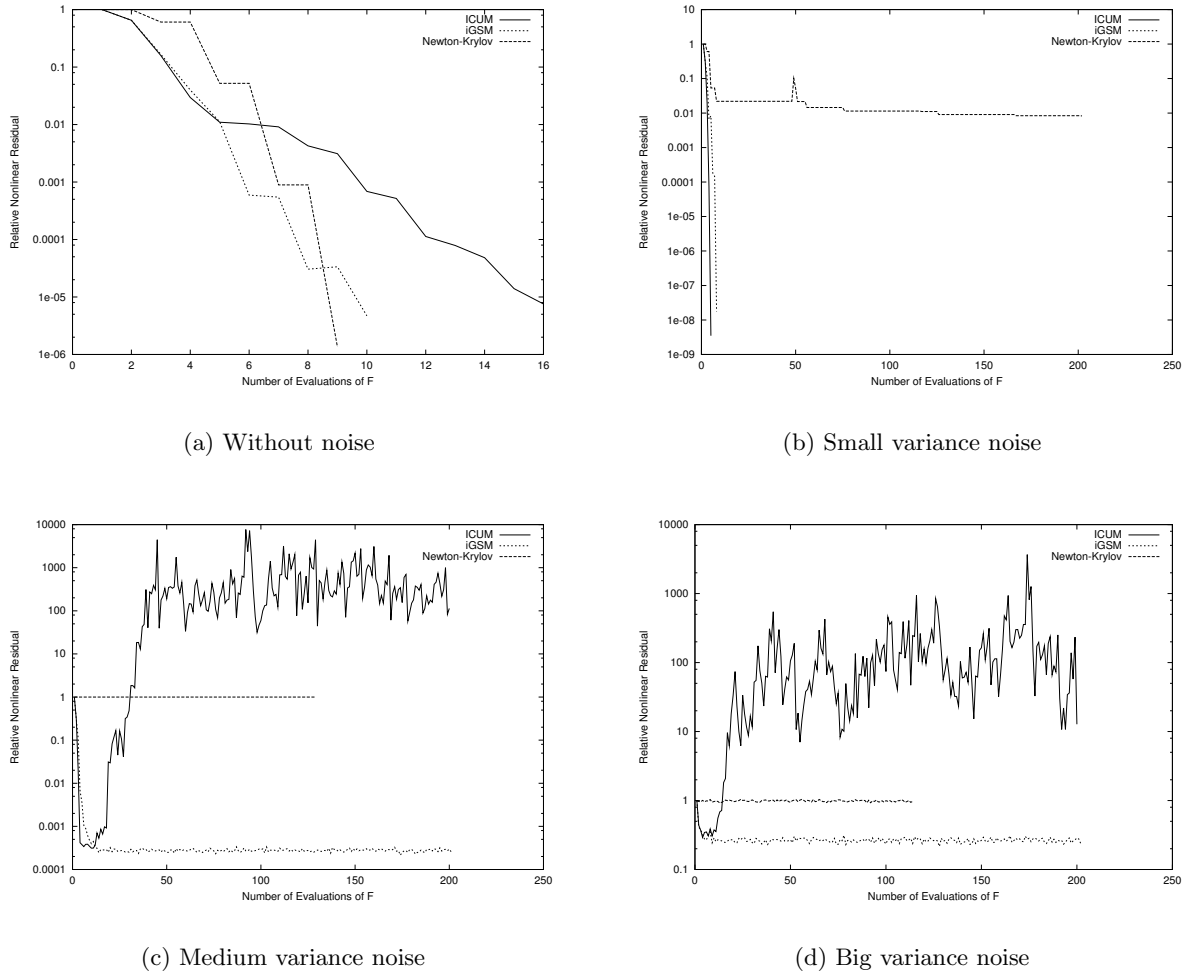 1
0.1
0.01
0.001
0.0001
1e-05
1e-06
0 2 4 6 8 10 12 14 16
Relative Nonlinear Residual
Number of Evaluations of F
ICUM
iGSM
Newton-Krylov
(a) Without noise
10
1
0.1
0.01
0.001
0.0001
1e-05
1e-06
1e-07
1e-08
1e-09
0 50 100 150 200 250
Relative Nonlinear Residual
Number of Evaluations of F
ICUM
iGSM
Newton-Krylov
(b) Small variance noise
10000
1000
100
10
1
0.1
0.01
0.001
0.0001
0 50 100 150 200 250
Relative Nonlinear Residual
Number of Evaluations of F
ICUM
iGSM
Newton-Krylov
(c) Medium variance noise
10000
1000
100
10
1
0.1
0 50 100 150 200 250
Relative Nonlinear Residual
Number of Evaluations of F
ICUM
iGSM
Newton-Krylov
(d) Big variance noise